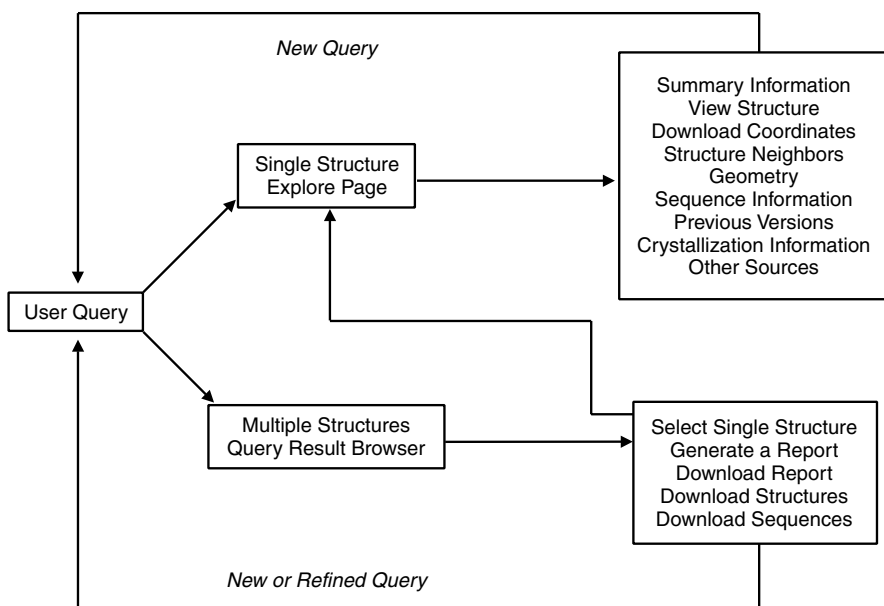 New Query
Summary Information
View Structure
Download Coordinates
Structure Neighbors
Geometry
Sequence Information
Previous Versions
Crystallization Information
Other Sources
Single Structure
Explore Page
User Query
Multiple Structures
Query Result Browser
Select Single Structure
Generate a Report
Download Report
Download Structures
Download Sequences
New or Refined Query